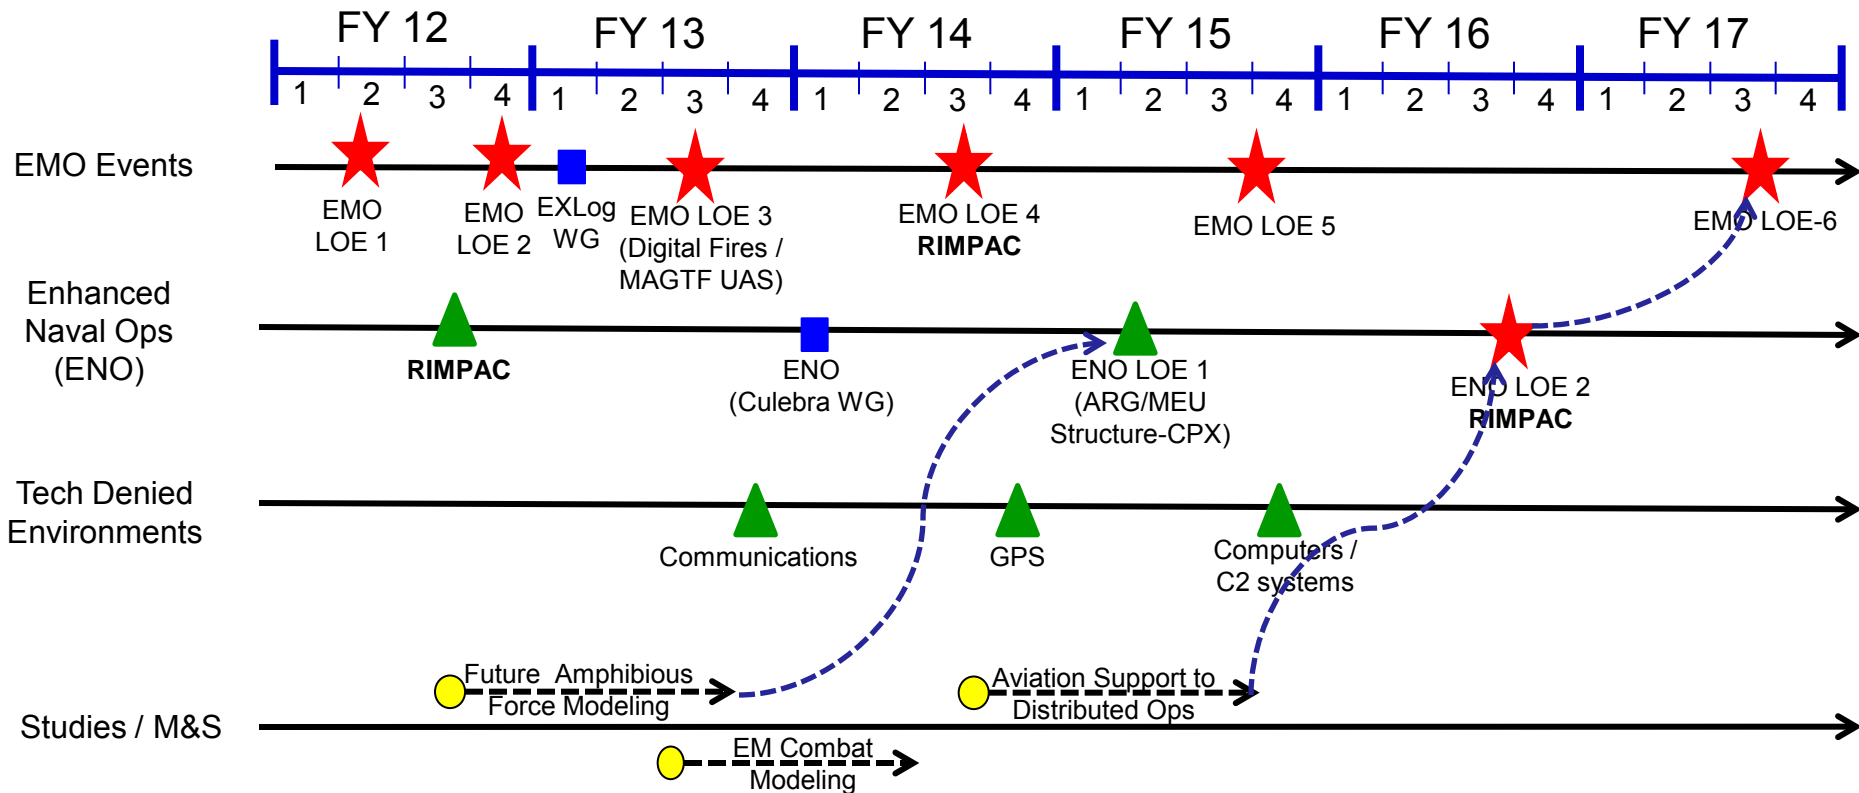 FY 12 FY 13 FY 14 FY 15 FY 16 FY 17
1 2 3 4 1 2 3 4 1 2 3 4 1 2 3 4 1 2 3 4 1 2 3 4
EMO Events
EMO
LOE 1
EMO
LOE 2
EXLog
WG
EMO LOE 3
(Digital Fires /
MAGTF UAS)
EMO LOE 4
RIMPAC
EMO LOE 5
EMO LOE-6
Enhanced
Naval Ops
(ENO)
RIMPAC
ENO
(Culebra WG)
ENO LOE 1
(ARG/MEU
Structure-CPX)
ENO LOE 2
RIMPAC
Tech Denied
Environments
Communications
GPS
Computers /
C2 systems
Studies / M&S
Future Amphibious
Force Modeling
Aviation Support to
Distributed Ops
EM Combat
Modeling